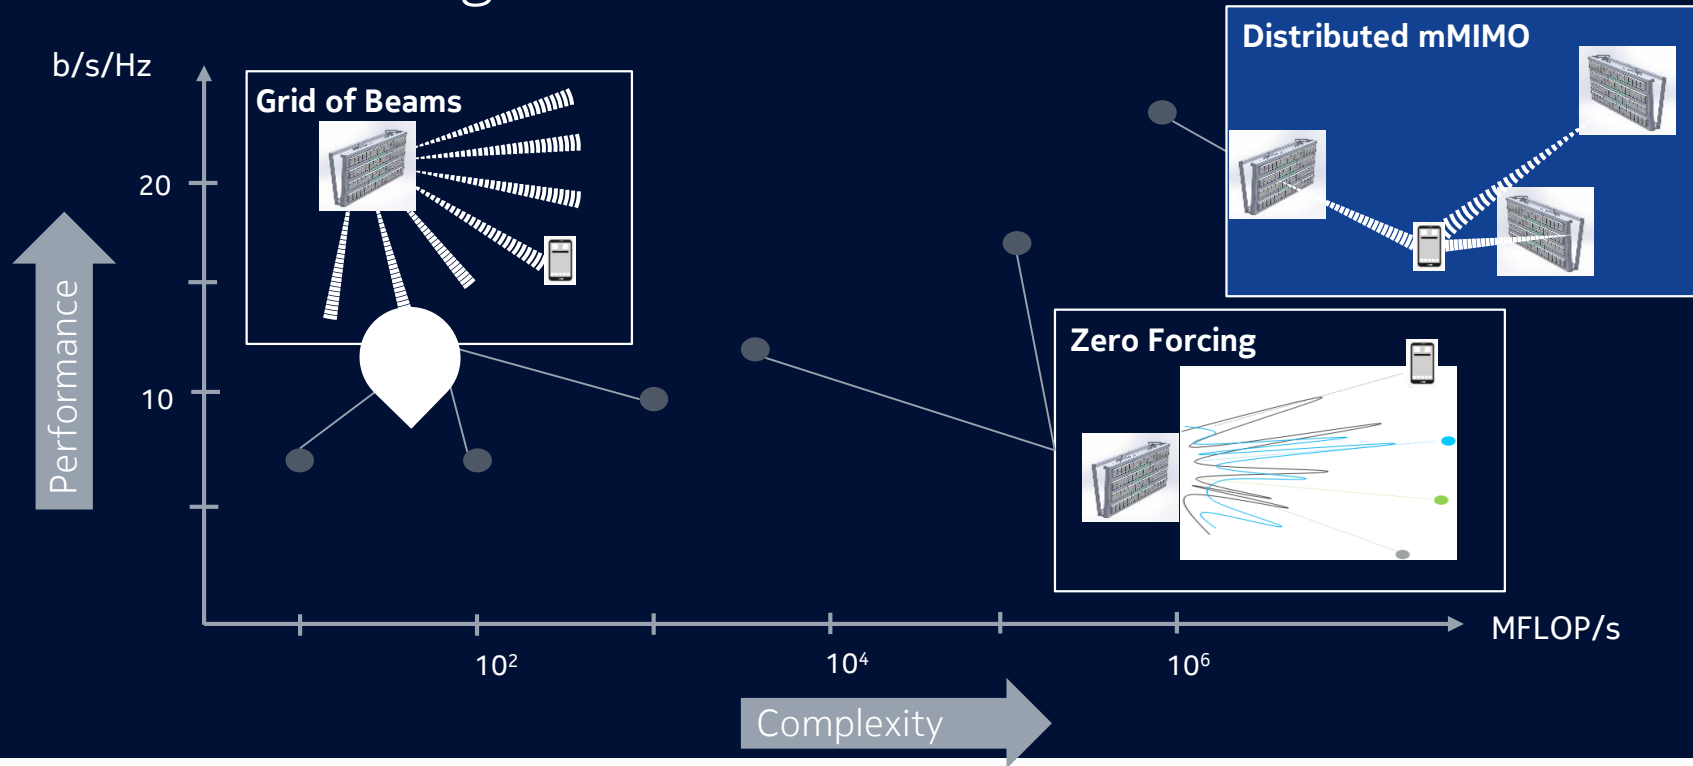 b/s/Hz
Grid of Beams
Distributed mMIMO
20
Performance
Zero Forcing
10
MFLOP/s
10²
10⁴
10⁶
Complexity